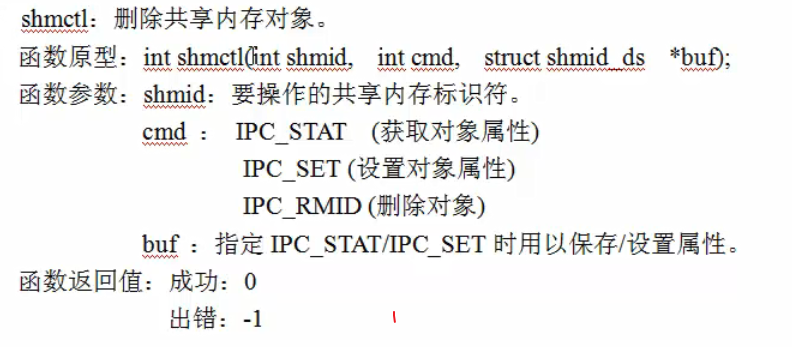 shmctl：删除共享内存对象。
函数原型：int shmctl(int shmid, int cmd, struct shmid_ds *buf);
函数参数：shmid：要操作的共享内存标识符。
cmd ： IPC_STAT (获取对象属性)
IPC_SET (设置对象属性)
IPC_RMID (删除对象)
buf ：指定 IPC_STAT/IPC_SET 时用以保存/设置属性。
函数返回值：成功：0
出错：-1